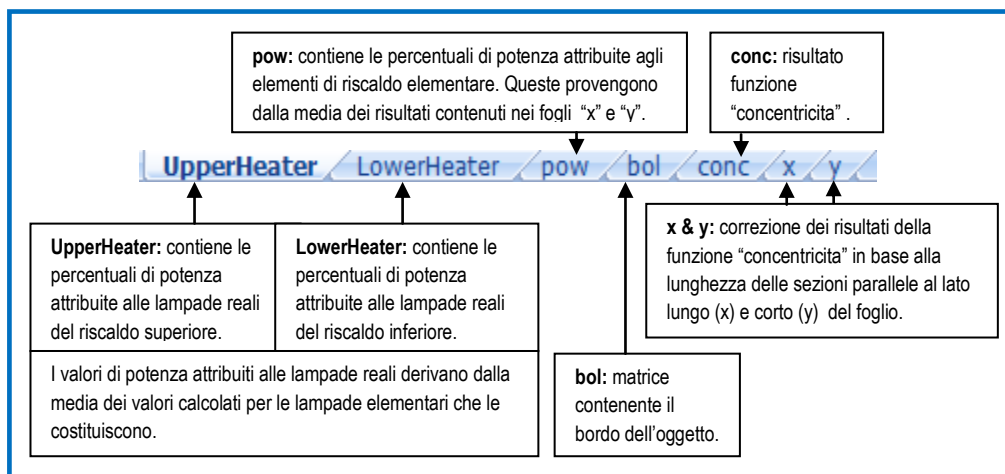 pow: contiene le percentuali di potenza attribuite agli
elementi di riscaldo elementare. Queste provengono
dalla media dei risultati contenuti nei fogli “x” e “y”.
conc: risultato
funzione
“concentricita” .
UpperHeater LowerHeater pow bol conc x y
UpperHeater: contiene le
percentuali di potenza
attribuite alle lampade reali
del riscaldo superiore.
LowerHeater: contiene le
percentuali di potenza
attribuite alle lampade reali
del riscaldo inferiore.
I valori di potenza attribuiti alle lampade reali derivano dalla
media dei valori calcolati per le lampade elementari che le
costituiscono.
bol: matrice
contenente il
bordo dell’oggetto.
x & y: correzione dei risultati della
funzione “concentricita” in base alla
lunghezza delle sezioni parallele al lato
lungo (x) e corto (y) del foglio.